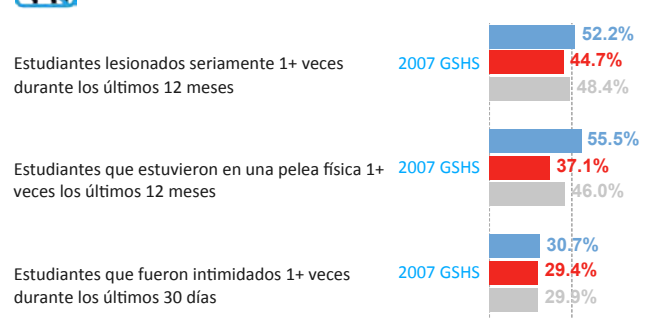 52.2%
Estudiantes lesionados seriamente 1+ veces 2007 GSHS 44.7%
durante los últimos 12 meses 48.4%
55.5%
Estudiantes que estuvieron en una pelea física 1+ 2007 GSHS 37.1%
veces los últimos 12 meses 46.0%
30.7%
Estudiantes que fueron intimidados 1+ veces 2007 GSHS 29.4%
durante los últimos 30 días 29.9%